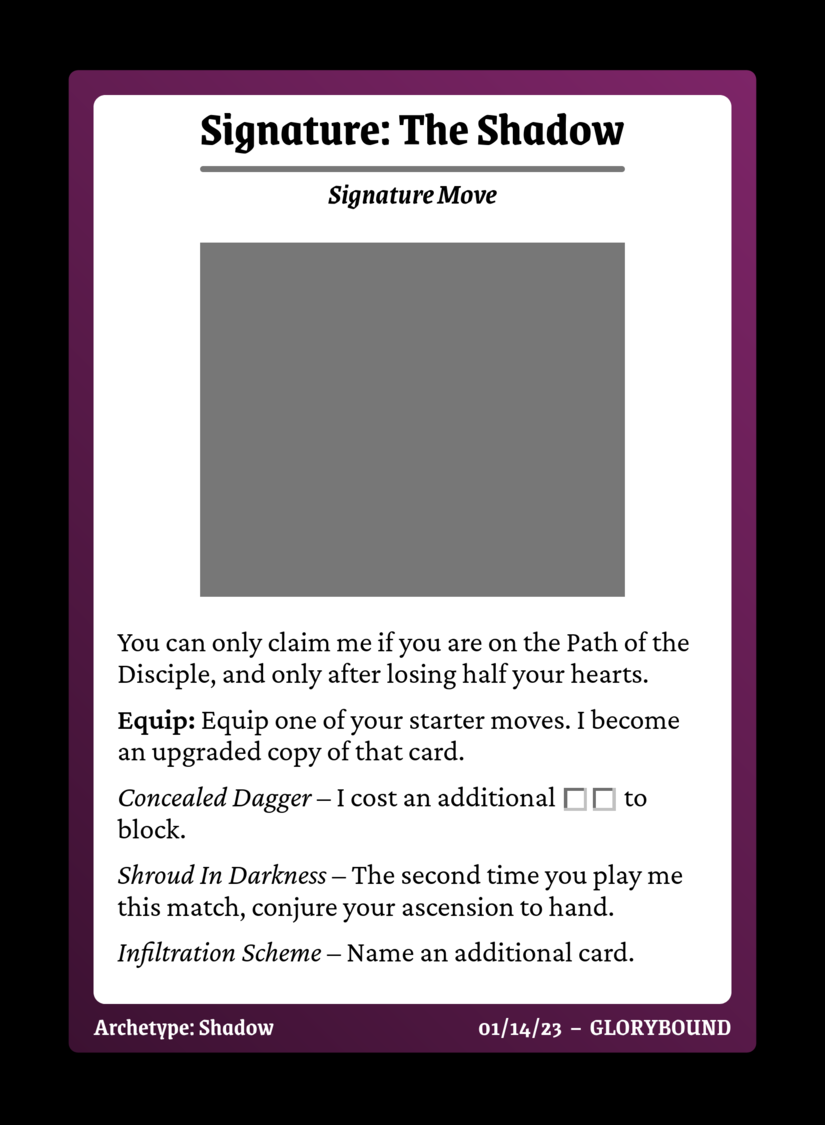 Signature: The Shadow
Signature Move
You can only claim me if you are on the Path of the
Disciple, and only after losing half your hearts.
Equip: Equip one of your starter moves. I become
an upgraded copy of that card.
Concealed Dagger – I cost an additional □ □ to
block.
Shroud In Darkness – The second time you play me
this match, conjure your ascension to hand.
Infiltration Scheme – Name an additional card.
Archetype: Shadow
01/14/23 – GLORYBOUND